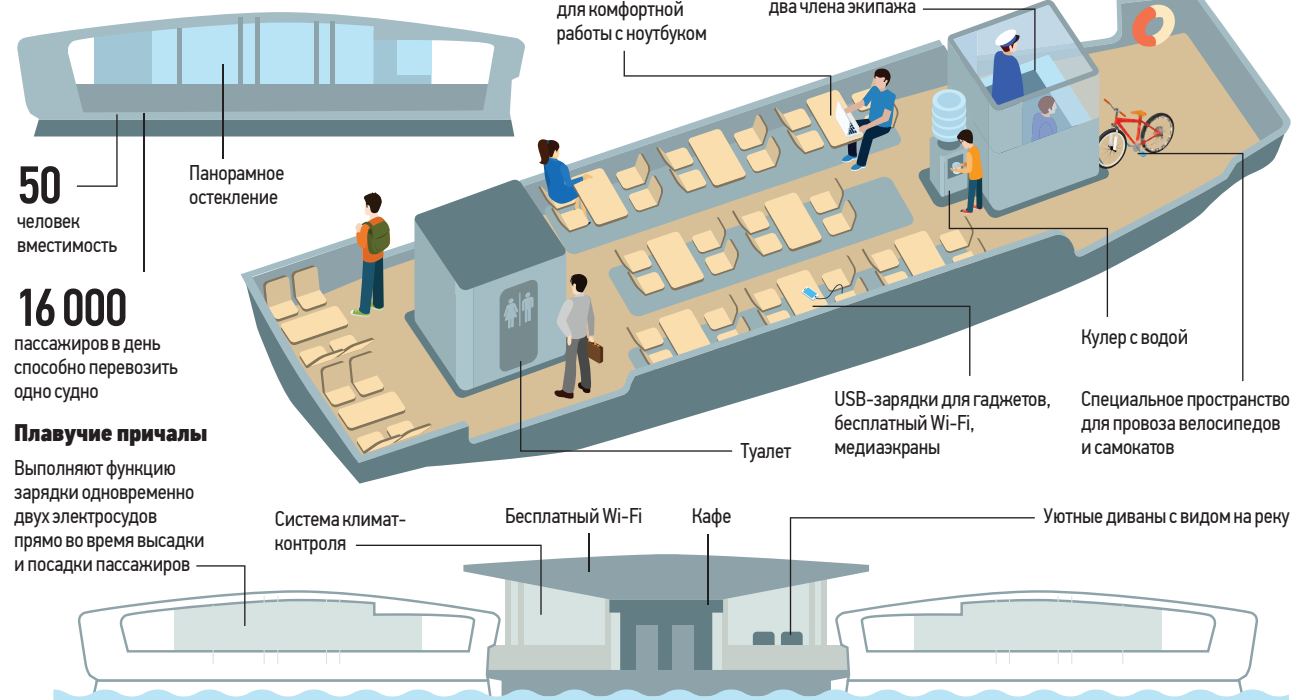 для комфортной
работы с ноутбуком
два члена экипажа
50
человек
вместимость
Панорамное
остекление
16 000
пассажиров в день
способно перевозить
одно судно
Кулер с водой
USB-зарядки для гаджетов,
бесплатный Wi-Fi,
медиаэкраны
Специальное пространство
для провоза велосипедов
и самокатов
Туалет
Плавучие причалы
Выполняют функцию
зарядки одновременно
двух электросудов
прямо во время высадки
и посадки пассажиров
Система климат-
контроля
Бесплатный Wi-Fi
Кафе
Уютные диваны с видом на реку